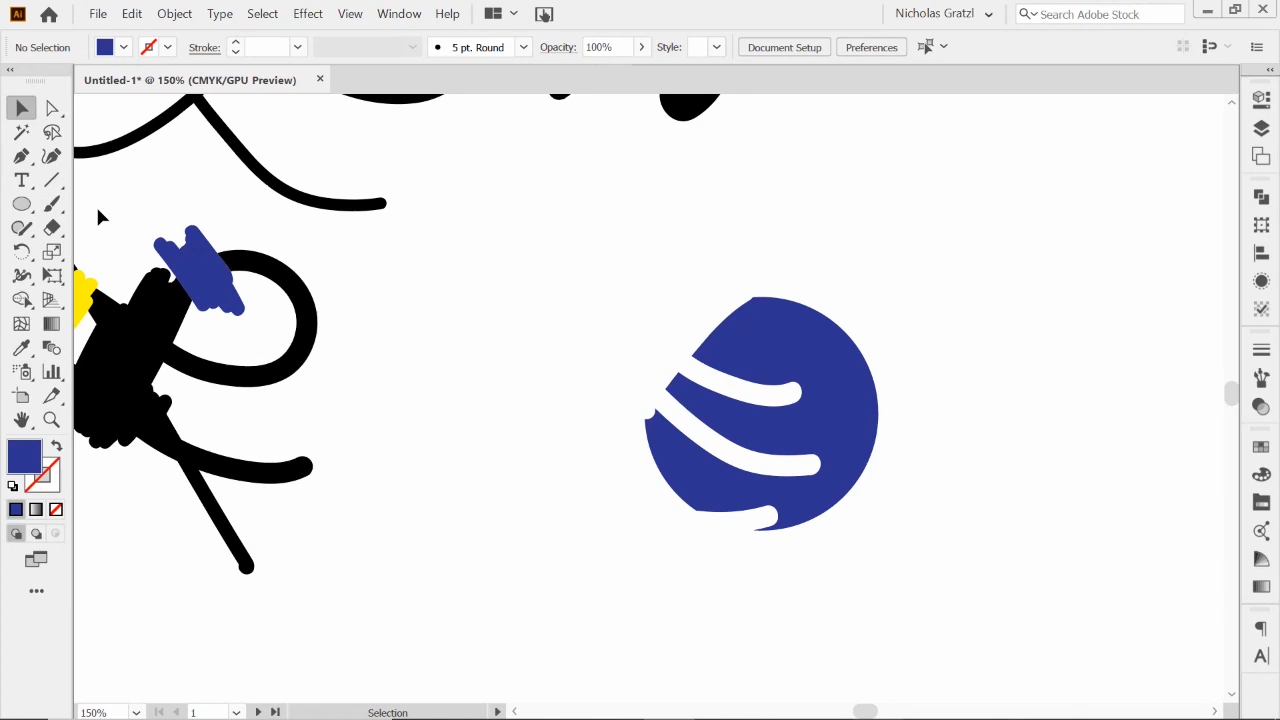 Ai File Edit Object Type Select Effect View Window Help Nicholas Gratzl Search Adobe Stock
No Selection Stroke: 5 pt. Round Opacity: 100% Style: Document Setup Preferences
Untitled-1* @ 150% (CMYK/GPU Preview) ×
150% 1 Selection